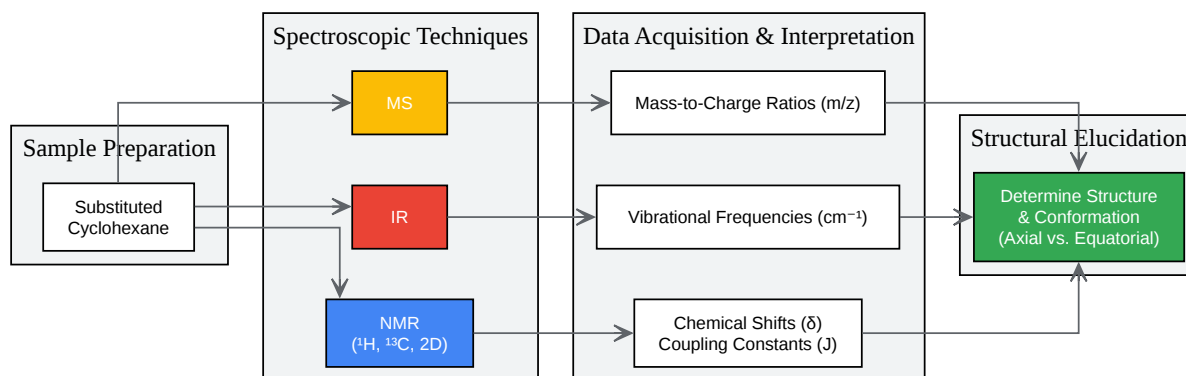 Spectroscopic Techniques
Data Acquisition & Interpretation
MS
Mass-to-Charge Ratios (m/z)
Sample Preparation
Structural Elucidation
Substituted
Cyclohexane
IR
Vibrational Frequencies (cm⁻¹)
Determine Structure
& Conformation
(Axial vs. Equatorial)
NMR
(¹H, ¹³C, 2D)
Chemical Shifts (δ)
Coupling Constants (J)